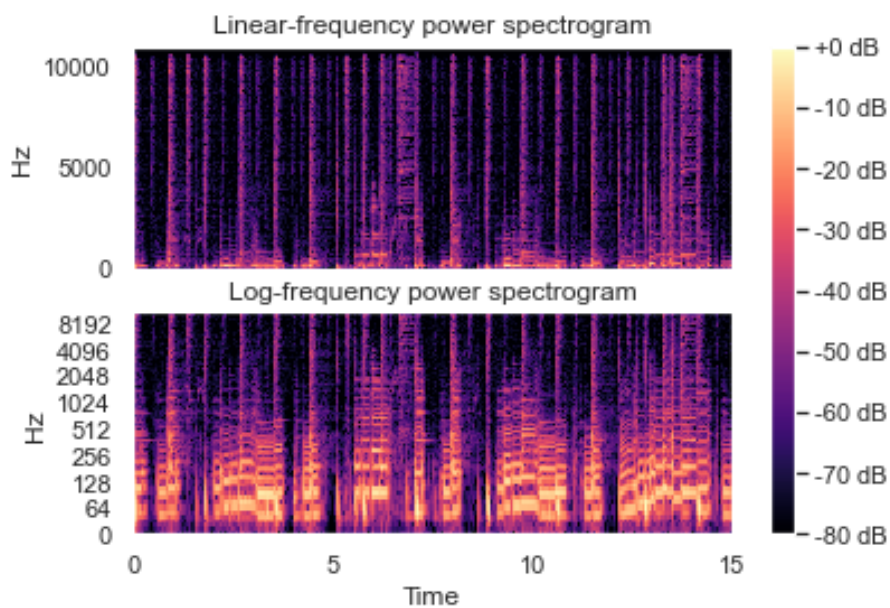 Linear-frequency power spectrogram
Hz
10000
5000
0
Log-frequency power spectrogram
Hz
8192
4096
2048
1024
512
256
128
64
0
0 5 10 15
Time
+0 dB
-10 dB
-20 dB
-30 dB
-40 dB
-50 dB
-60 dB
-70 dB
-80 dB